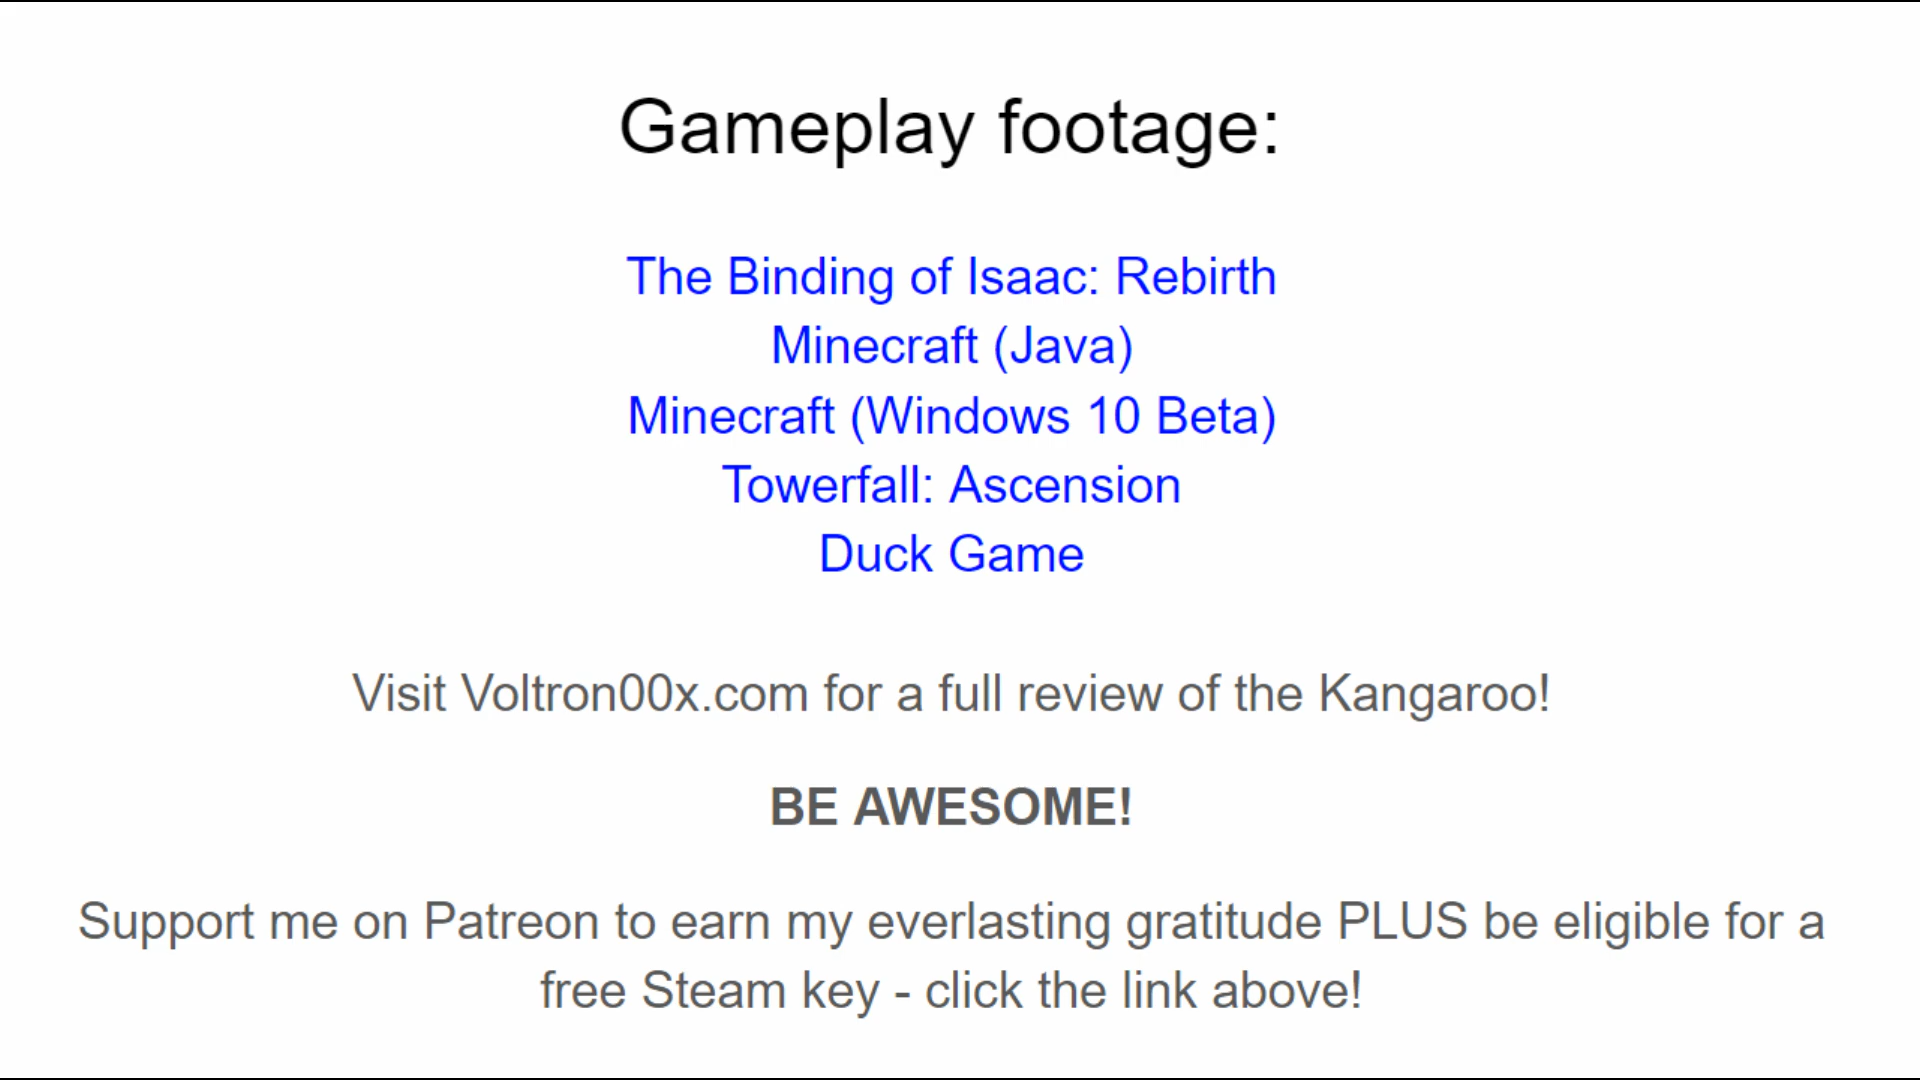 Gameplay footage:
The Binding of Isaac: Rebirth
Minecraft (Java)
Minecraft (Windows 10 Beta)
Towerfall: Ascension
Duck Game
Visit Voltron00x.com for a full review of the Kangaroo!
BE AWESOME!
Support me on Patreon to earn my everlasting gratitude PLUS be eligible for a
free Steam key - click the link above!